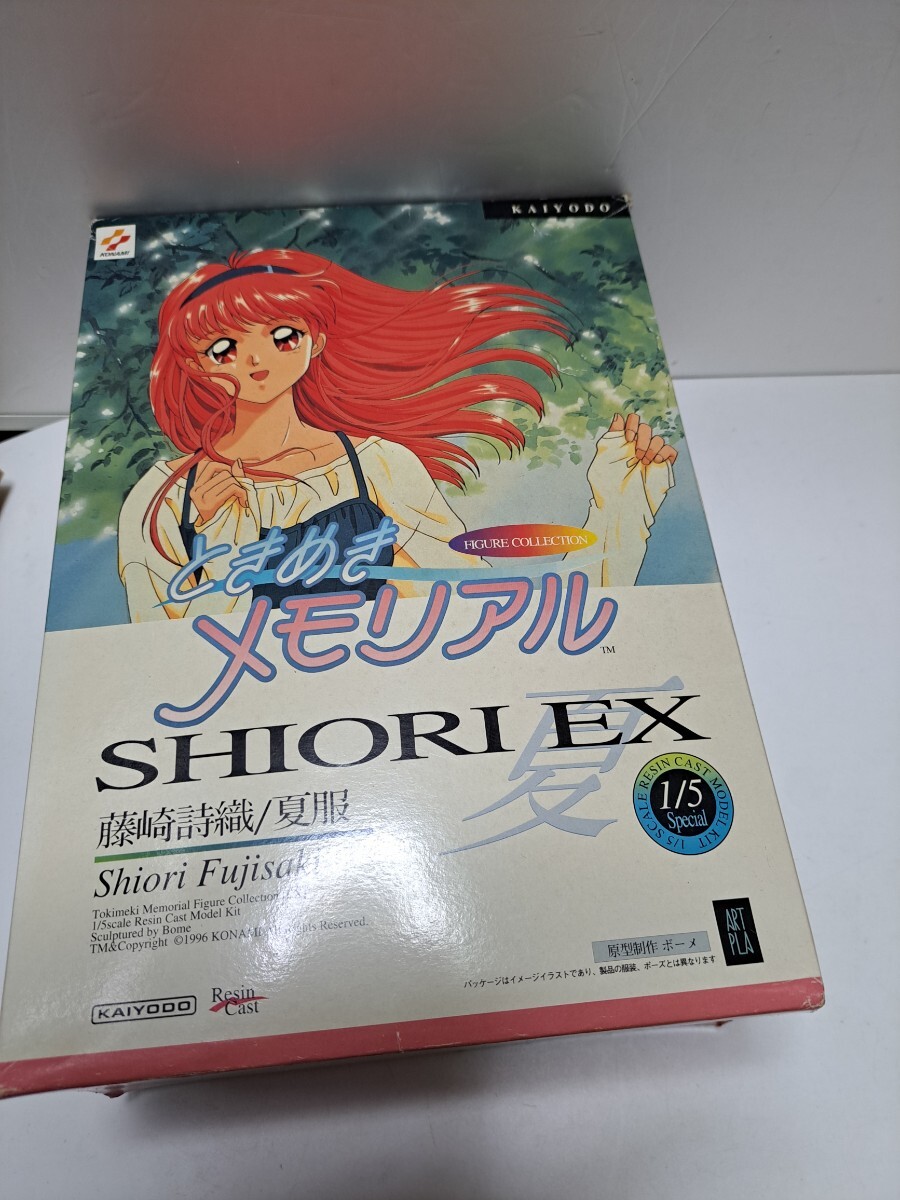 KAIYODO
KONAMI
FIGURE COLLECTION
ときめき
メモリアル
TM
SHIORI EX
夏
藤崎詩織/夏服
Shiori Fujisaki
1/5 SCALE RESIN CAST MODEL KIT
1/5
Special
Tokimeki Memorial Figure Collection
1/5scale Resin Cast Model Kit
Sculptured by Bome
TM&Copyright ©1996 KONAMI All Rights Reserved.
原型制作 ボーメ
ART
PLA
パッケージはイメージイラストであり、製品の服装、ポーズとは異なります
KAIYODO
Resin
Cast